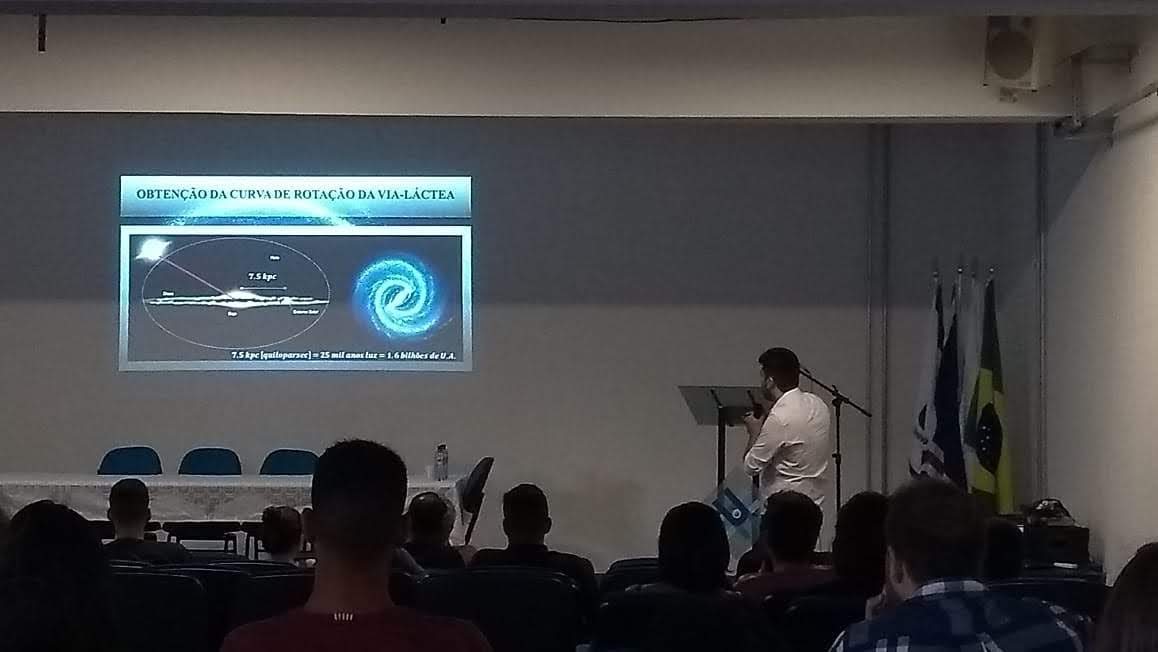 OBTENÇÃO DA CURVA DE ROTAÇÃO DA VIA-LÁCTEA
7.5 kpc
7.5 kpc [quiloparsec] = 25 mil anos luz = 1.6 bilhões de U.A.